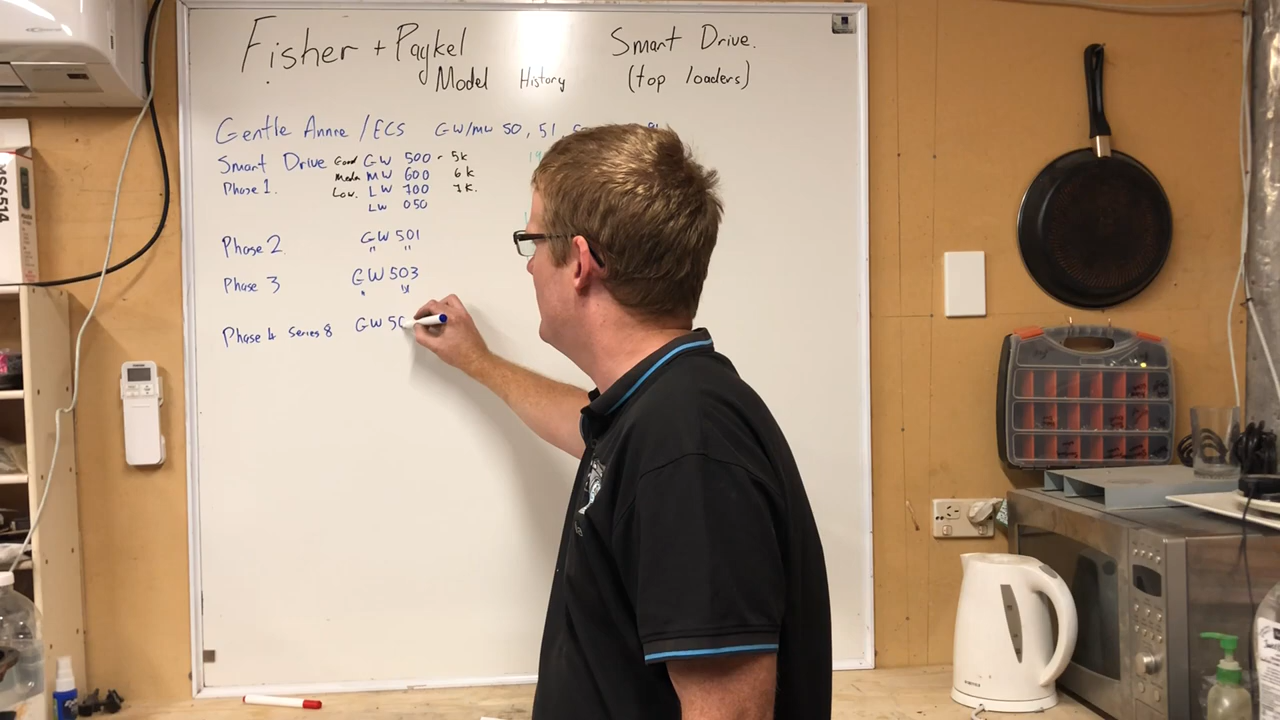 Fisher + Paykel Smart Drive.
Model History (top loaders)
Gentle Annie /ECS GW/MW 50, 51,
Smart Drive Good GW 500 - 5k
Phase 1. MW 600 6k
Low. LW 700 7k.
LW 050
Phase 2 GW 501
" "
Phase 3 GW 503
" "
Phase 4 Series 8 GW 50
MS6514